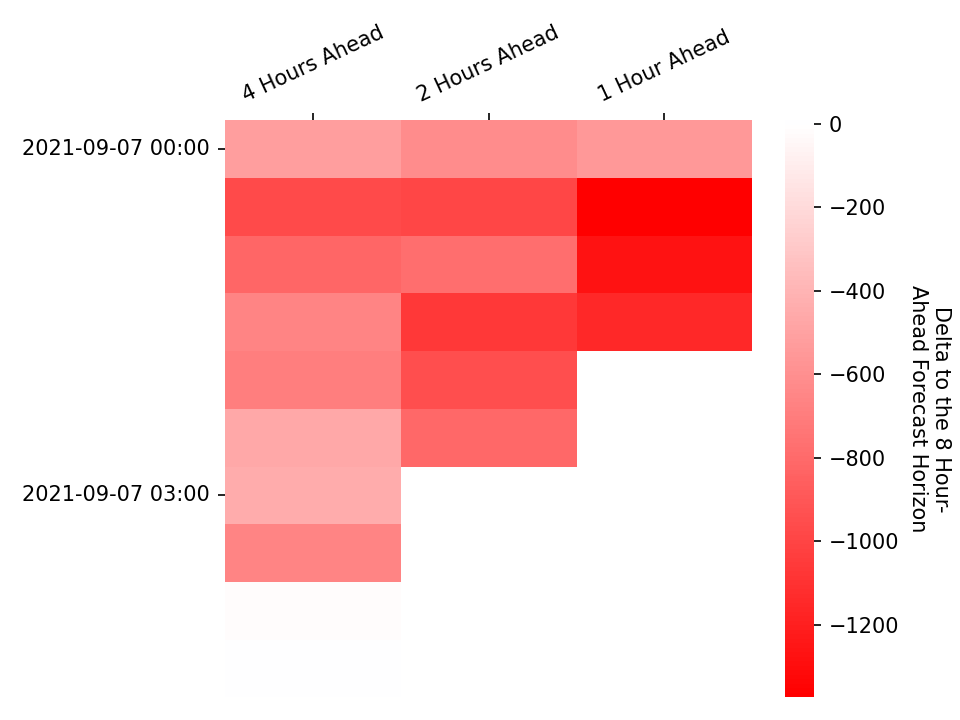 4 Hours Ahead
2 Hours Ahead
1 Hour Ahead
2021-09-07 00:00
2021-09-07 03:00
0
−200
−400
−600
−800
−1000
−1200
Delta to the 8 Hour-
Ahead Forecast Horizon